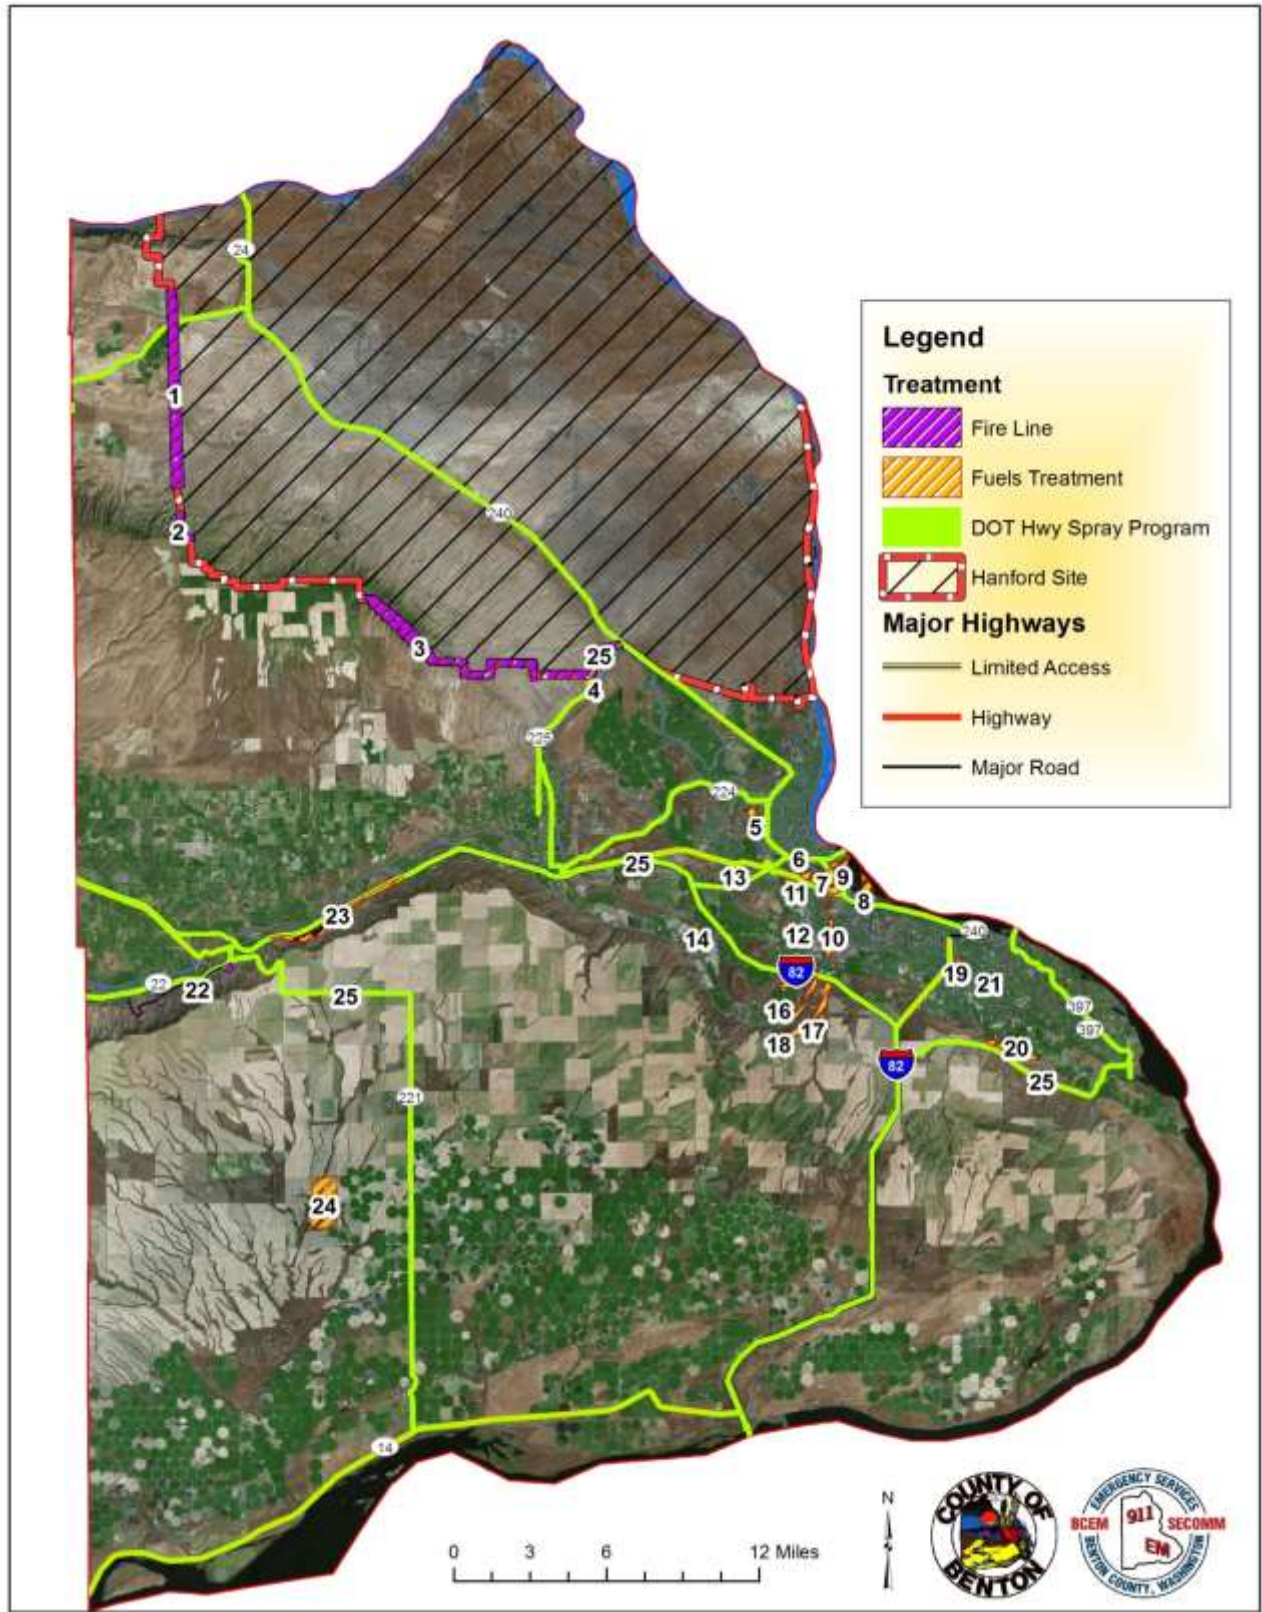 24
1
2
240
3
25
4
225
224
5
6
25
13
7
9
11
8
14
12
10
240
82
19
21
23
22
22
25
16
17
18
397
397
20
82
25
221
24
14
Legend
Treatment
Fire Line
Fuels Treatment
DOT Hwy Spray Program
Hanford Site
Major Highways
Limited Access
Highway
Major Road
0 3 6 12 Miles
N
COUNTY OF
BENTON
EMERGENCY SERVICES
BCEM
911
SECOMM
EM
BENTON COUNTY, WASHINGTON